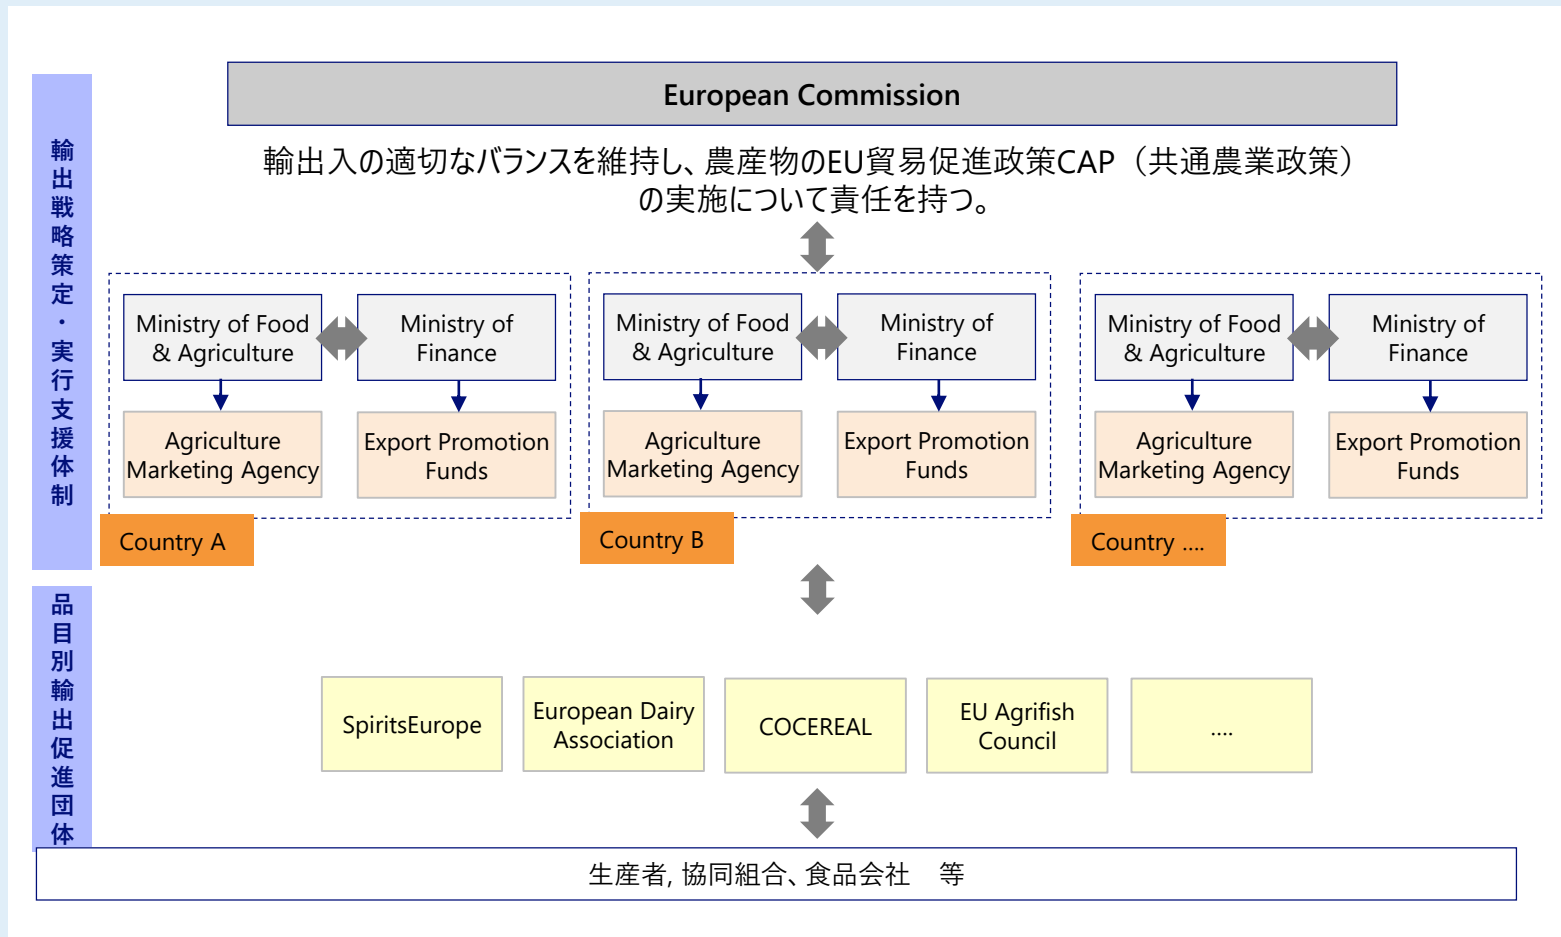 European Commission
輸出入の適切なバランスを維持し、農産物のEU貿易促進政策CAP（共通農業政策）
の実施について責任を持つ。
輸出戦略策定・実行支援体制
Ministry of Food
& Agriculture
Ministry of
Finance
Agriculture
Marketing Agency
Export Promotion
Funds
Country A
Ministry of Food
& Agriculture
Ministry of
Finance
Agriculture
Marketing Agency
Export Promotion
Funds
Country B
Ministry of Food
& Agriculture
Ministry of
Finance
Agriculture
Marketing Agency
Export Promotion
Funds
Country ....
品目別輸出促進団体
SpiritsEurope
European Dairy
Association
COCEREAL
EU Agrifish
Council
....
生産者, 協同組合、食品会社　等